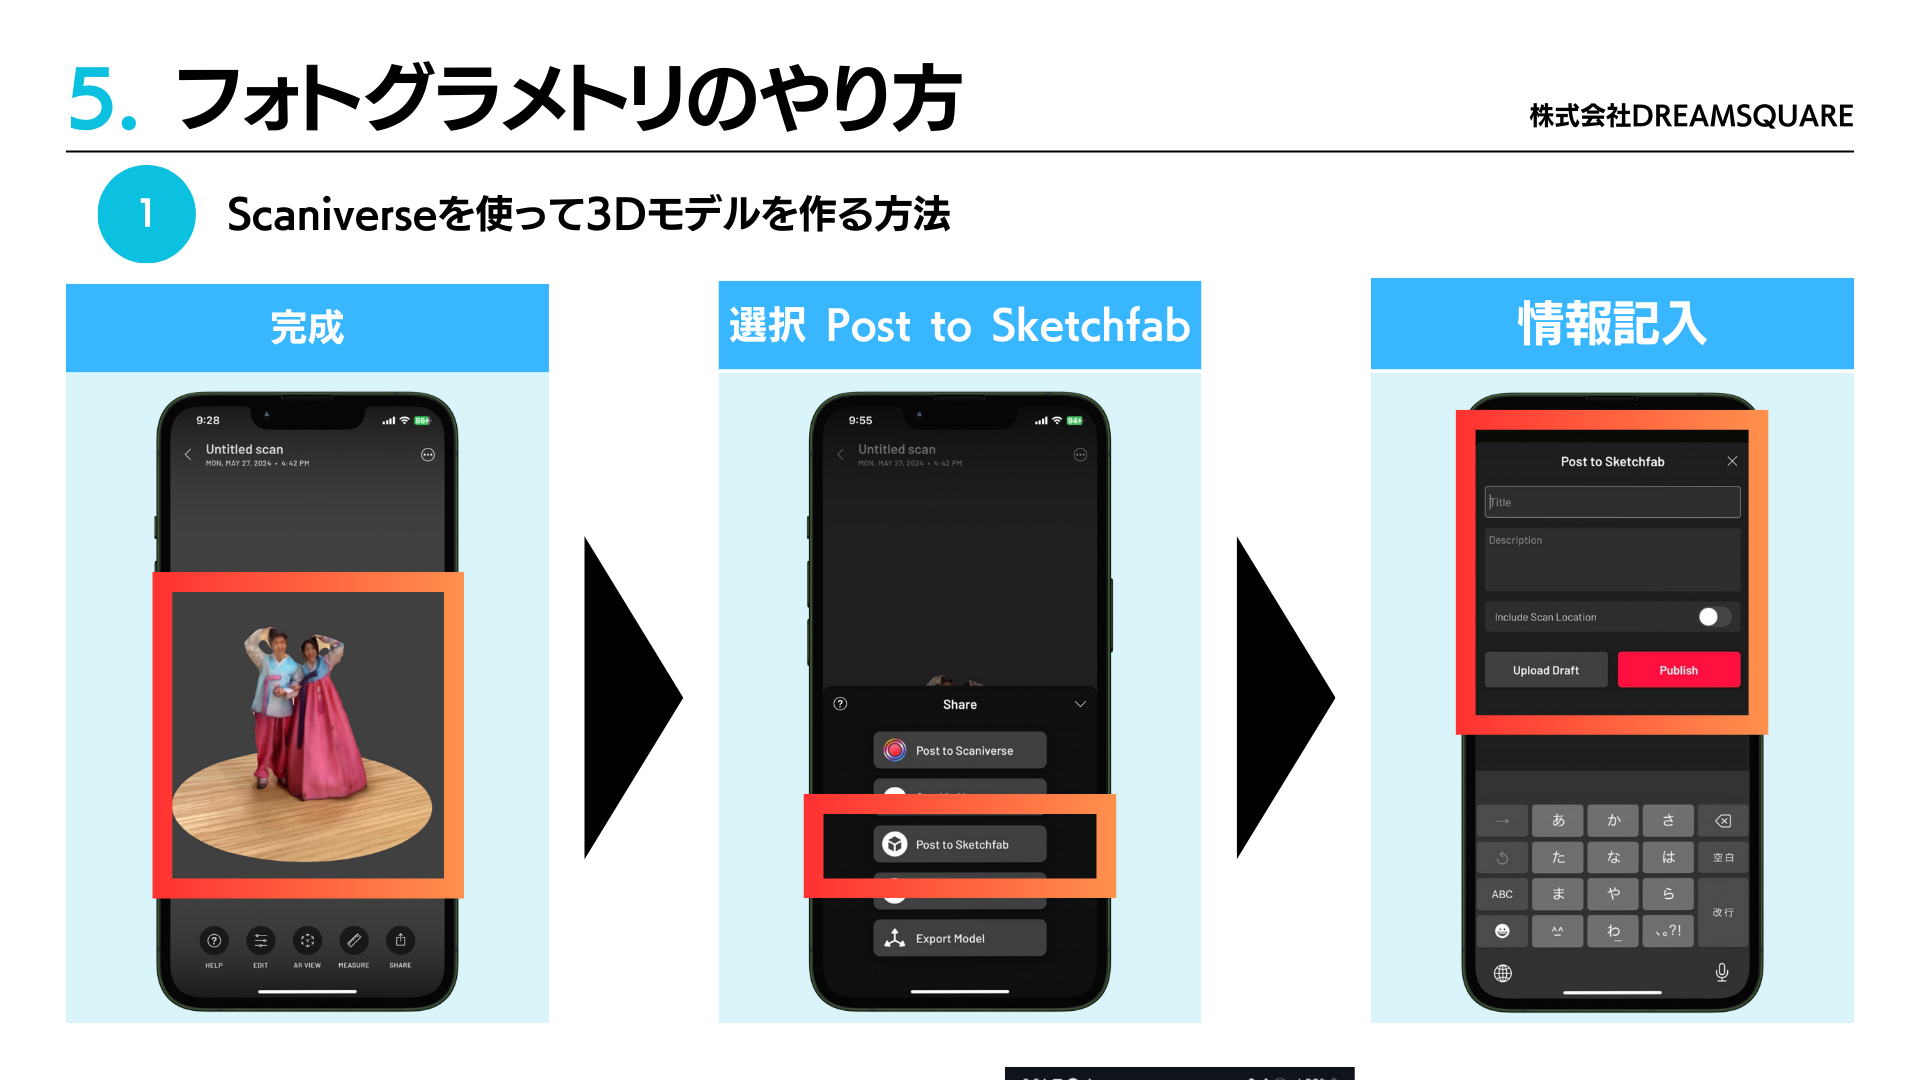 5. フォトグラメトリのやり方
株式会社DREAMSQUARE
1
Scaniverseを使って3Dモデルを作る方法
完成
9:28
86
Untitled scan
MON, MAY 27, 2024 • 4:42 PM
HELP
EDIT
AR VIEW
MEASURE
SHARE
選択 Post to Sketchfab
9:55
94
Untitled scan
MON, MAY 27, 2024 • 4:42 PM
Share
Post to Scaniverse
Post to Sketchfab
Export Model
情報記入
Post to Sketchfab
Title
Description
Include Scan Location
Upload Draft
Publish
→ あ か さ
た な は 空白
ABC ま や ら
改行
^^ わ 、。?!